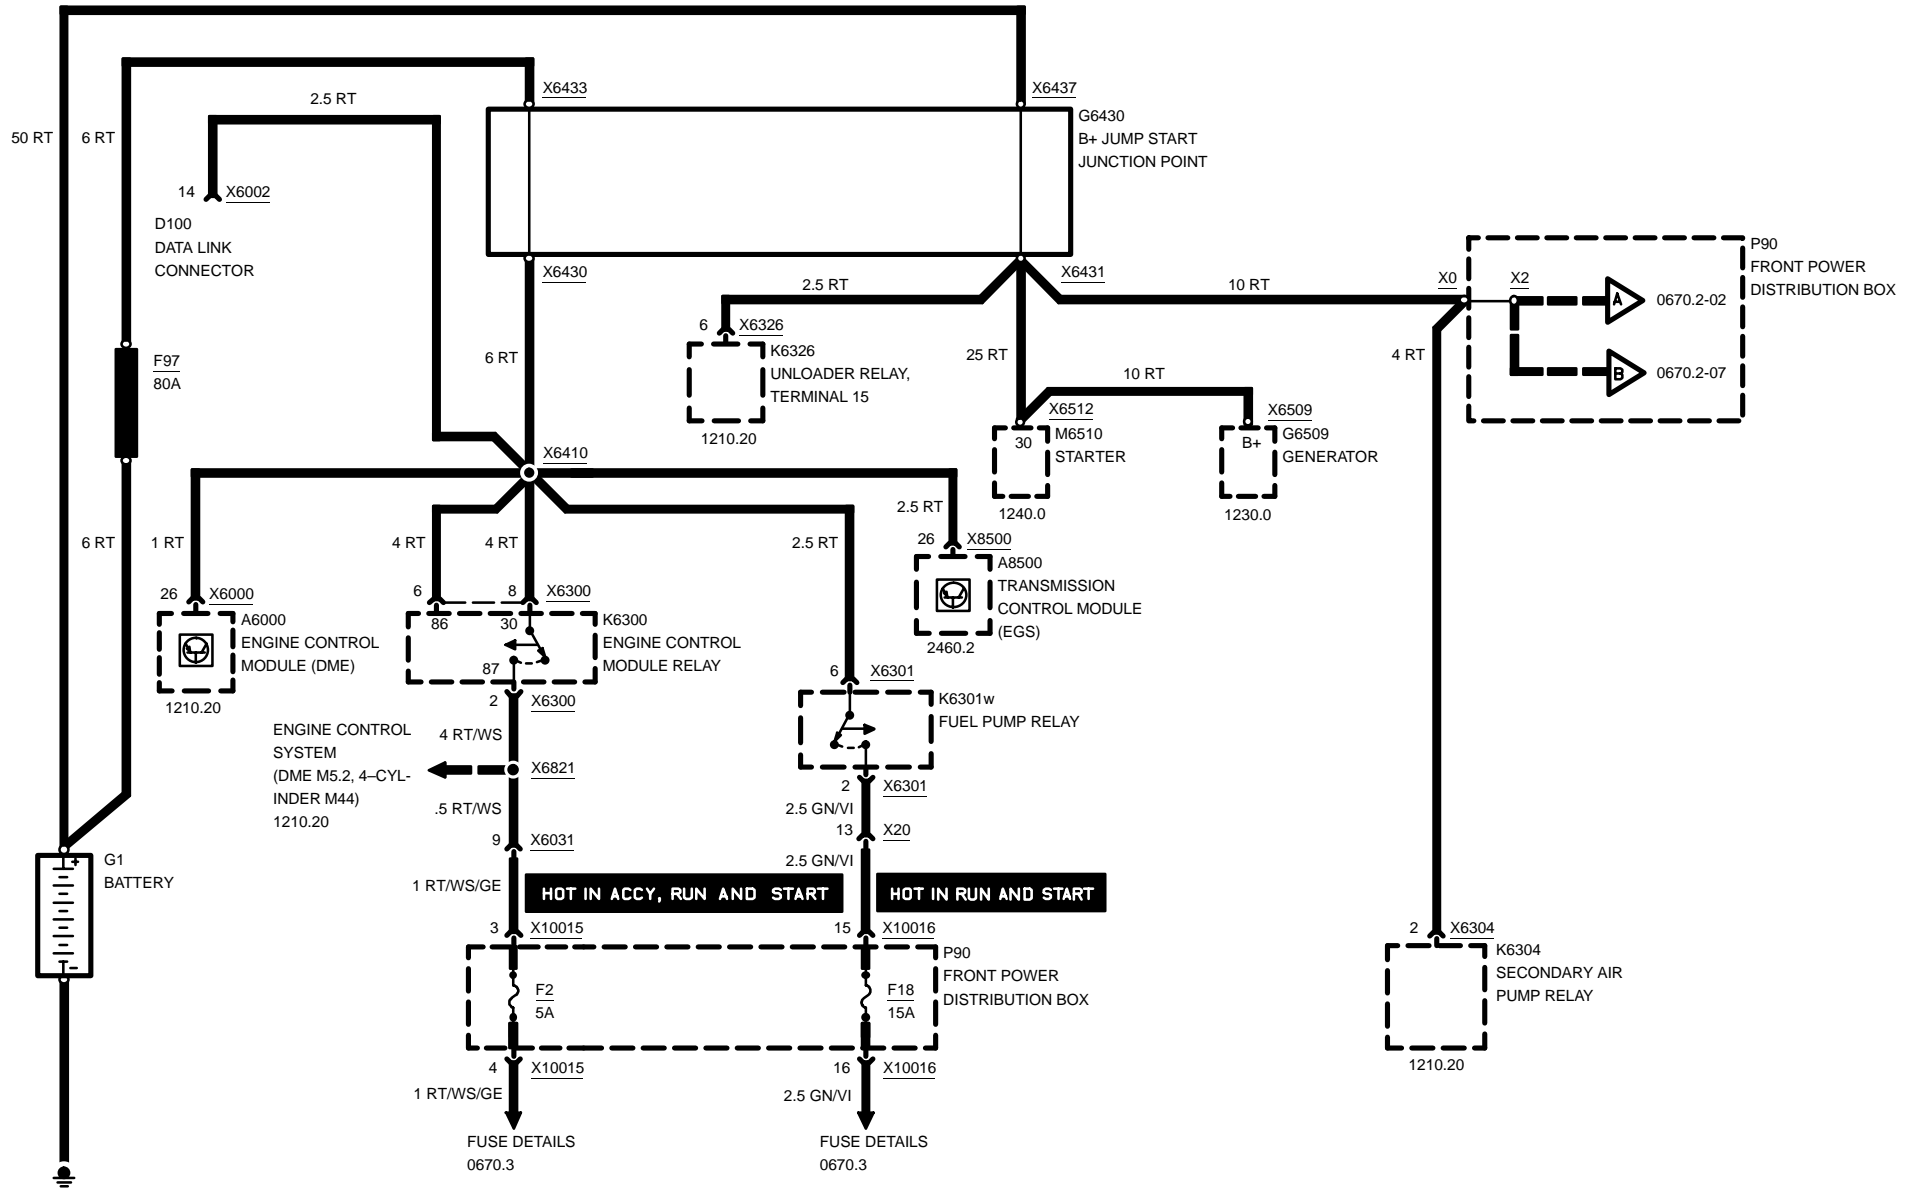 X6433
X6437
2.5 RT
G6430
B+ JUMP START
JUNCTION POINT
50 RT
6 RT
14
X6002
D100
DATA LINK
CONNECTOR
X6430
X6431
2.5 RT
10 RT
X0
X2
P90
FRONT POWER
DISTRIBUTION BOX
A
0670.2-02
B
0670.2-07
6
X6326
K6326
UNLOADER RELAY,
TERMINAL 15
1210.20
6 RT
25 RT
4 RT
F97
80A
10 RT
X6512
X6509
30
M6510
STARTER
1240.0
B+
G6509
GENERATOR
1230.0
X6410
6 RT
1 RT
4 RT
4 RT
2.5 RT
2.5 RT
26
X8500
A8500
TRANSMISSION
CONTROL MODULE
(EGS)
2460.2
26
X6000
A6000
ENGINE CONTROL
MODULE (DME)
1210.20
6
8
X6300
86
30
87
K6300
ENGINE CONTROL
MODULE RELAY
2
X6300
6
X6301
K6301w
FUEL PUMP RELAY
2
X6301
ENGINE CONTROL
SYSTEM
(DME M5.2, 4–CYL-
INDER M44)
1210.20
4 RT/WS
X6821
.5 RT/WS
9
X6031
2.5 GN/VI
13
X20
2.5 GN/VI
G1
BATTERY
+
-
1 RT/WS/GE
HOT IN ACCY, RUN AND START
HOT IN RUN AND START
3
X10015
15
X10016
P90
FRONT POWER
DISTRIBUTION BOX
F2
5A
F18
15A
2
X6304
K6304
SECONDARY AIR
PUMP RELAY
1210.20
4
X10015
16
X10016
1 RT/WS/GE
2.5 GN/VI
FUSE DETAILS
0670.3
FUSE DETAILS
0670.3